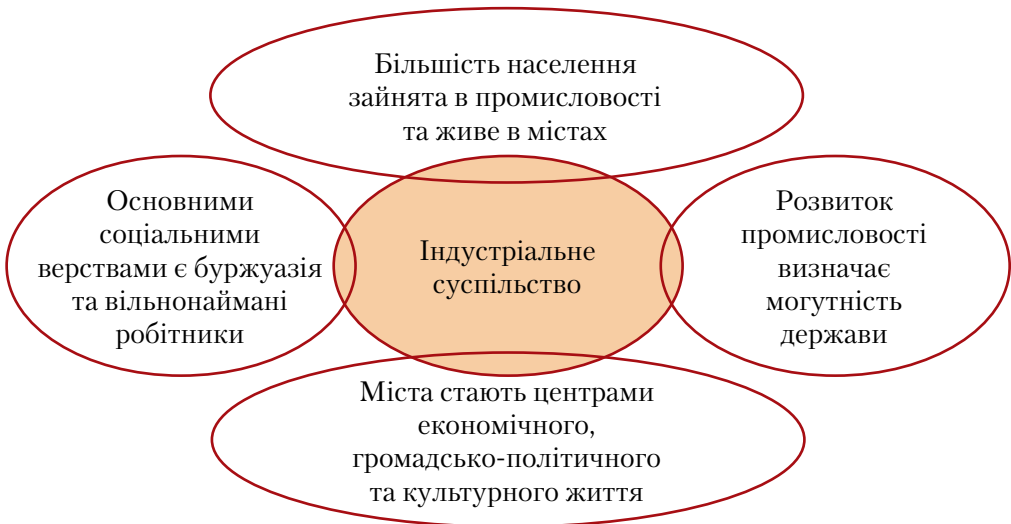 Більшість населення
зайнята в промисловості
та живе в містах
Основними
соціальними
верствами є буржуазія
та вільнонаймані
робітники
Індустріальне
суспільство
Розвиток
промисловості
визначає
могутність
держави
Міста стають центрами
економічного,
громадсько-політичного
та культурного життя